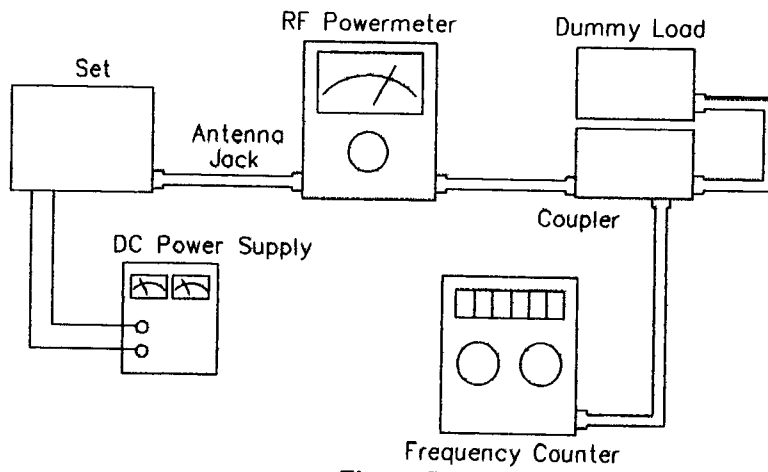 RF Powermeter
Dummy Load
Set
Antenna
Jack
Coupler
DC Power Supply
Frequency Counter